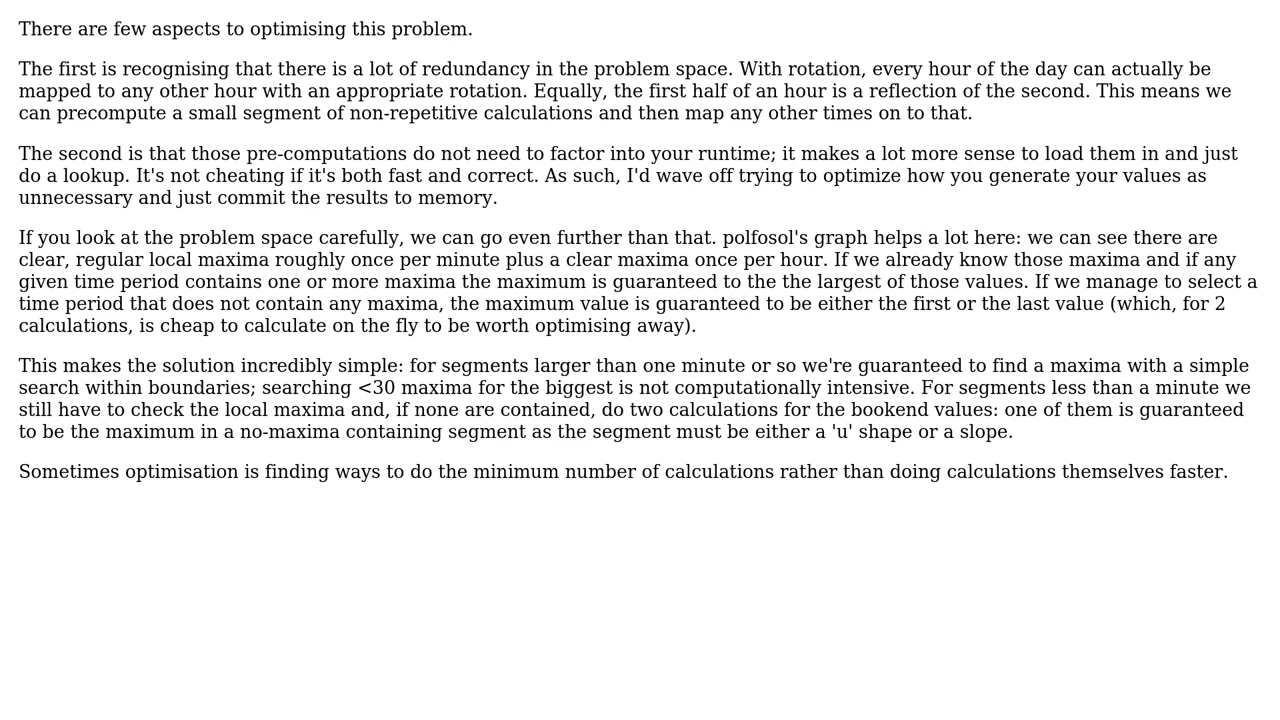 There are few aspects to optimising this problem.
The first is recognising that there is a lot of redundancy in the problem space. With rotation, every hour of the day can actually be
mapped to any other hour with an appropriate rotation. Equally, the first half of an hour is a reflection of the second. This means we
can precompute a small segment of non-repetitive calculations and then map any other times on to that.
The second is that those pre-computations do not need to factor into your runtime; it makes a lot more sense to load them in and just
do a lookup. It's not cheating if it's both fast and correct. As such, I'd wave off trying to optimize how you generate your values as
unnecessary and just commit the results to memory.
If you look at the problem space carefully, we can go even further than that. polfosol's graph helps a lot here: we can see there are
clear, regular local maxima roughly once per minute plus a clear maxima once per hour. If we already know those maxima and if any
given time period contains one or more maxima the maximum is guaranteed to the the largest of those values. If we manage to select a
time period that does not contain any maxima, the maximum value is guaranteed to be either the first or the last value (which, for 2
calculations, is cheap to calculate on the fly to be worth optimising away).
This makes the solution incredibly simple: for segments larger than one minute or so we're guaranteed to find a maxima with a simple
search within boundaries; searching <30 maxima for the biggest is not computationally intensive. For segments less than a minute we
still have to check the local maxima and, if none are contained, do two calculations for the bookend values: one of them is guaranteed
to be the maximum in a no-maxima containing segment as the segment must be either a 'u' shape or a slope.
Sometimes optimisation is finding ways to do the minimum number of calculations rather than doing calculations themselves faster.